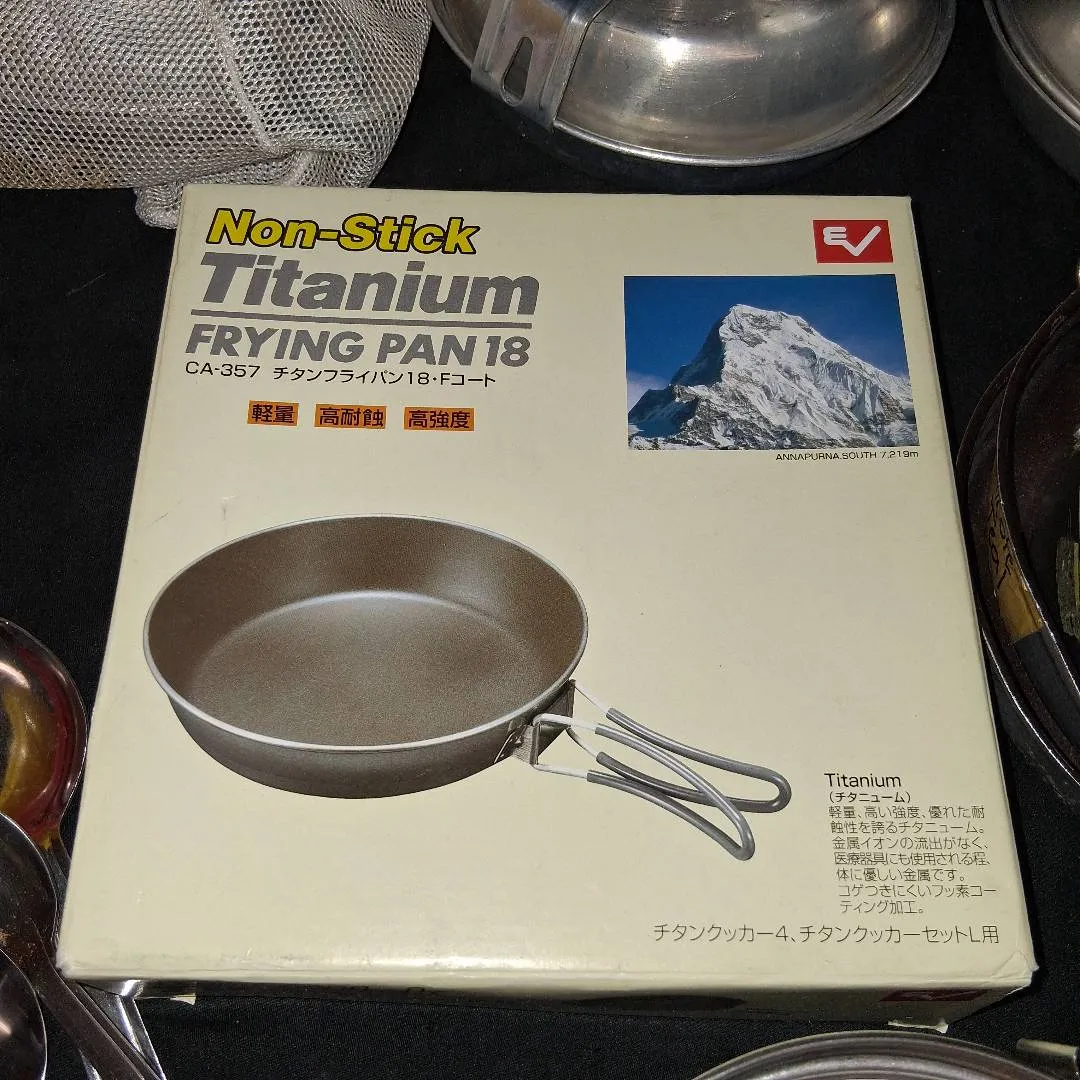 Non-Stick
Titanium
FRYING PAN 18
CA-357 チタンフライパン18・Fコート
軽量 高耐蝕 高強度
EV
ANNAPURNA.SOUTH 7,219m
Titanium
(チタニューム)
軽量、高い強度、優れた耐
蝕性を誇るチタニューム。
金属イオンの流出がなく、
医療器具にも使用される程、
体に優しい金属です。
コゲつきにくいフッ素コー
ティング加工。
チタンクッカー4、チタンクッカーセットL用